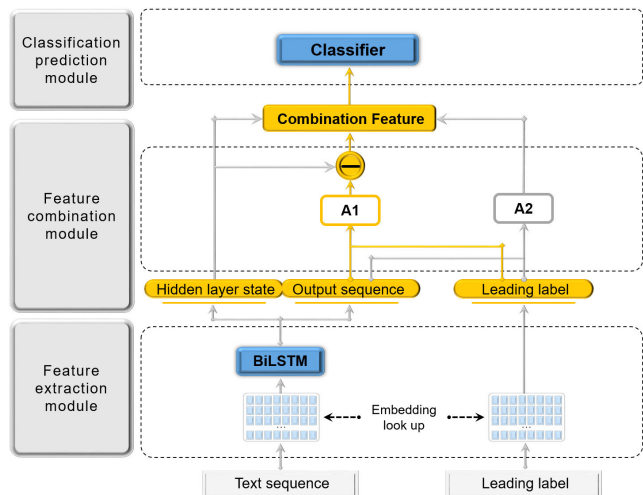 Classification
prediction
module
Classifier
Combination Feature
Feature
combination
module
A1
A2
Hidden layer state
Output sequence
Leading label
Feature
extraction
module
BiLSTM
Embedding
look up
...
...
Text sequence
Leading label